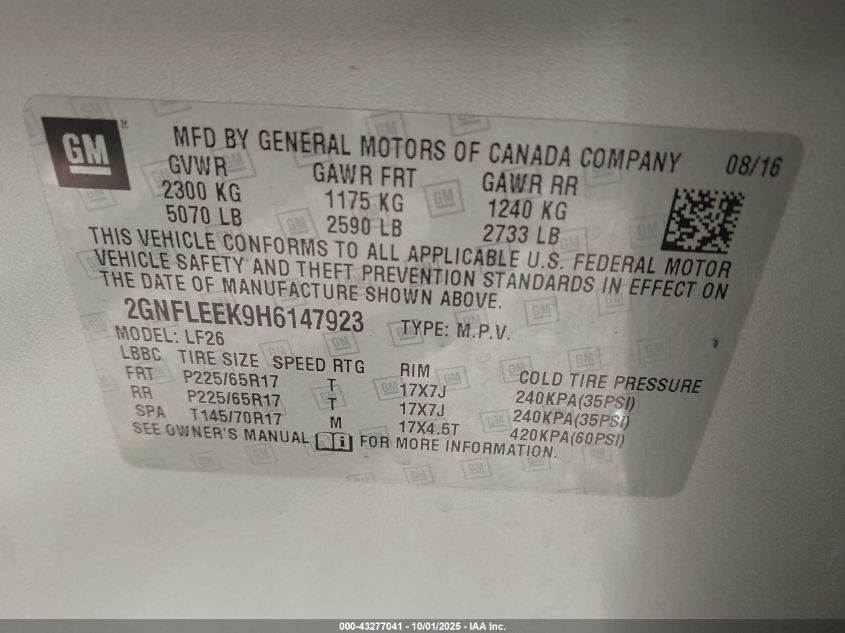 GM ®
MFD BY GENERAL MOTORS OF CANADA COMPANY 08/16
GVWR GAWR FRT GAWR RR
2300 KG 1175 KG 1240 KG
5070 LB 2590 LB 2733 LB
THIS VEHICLE CONFORMS TO ALL APPLICABLE U.S. FEDERAL MOTOR
VEHICLE SAFETY AND THEFT PREVENTION STANDARDS IN EFFECT ON
THE DATE OF MANUFACTURE SHOWN ABOVE.
2GNFLEEK9H6147923 TYPE: M.P.V.
MODEL: LF26
LBBC TIRE SIZE SPEED RTG RIM COLD TIRE PRESSURE
FRT P225/65R17 T 17X7J 240KPA(35PSI)
RR P225/65R17 T 17X7J 240KPA(35PSI)
SPA T145/70R17 M 17X4.5T 420KPA(60PSI)
SEE OWNER'S MANUAL FOR MORE INFORMATION.
000-43277041 - 10/01/2025 - IAA Inc.